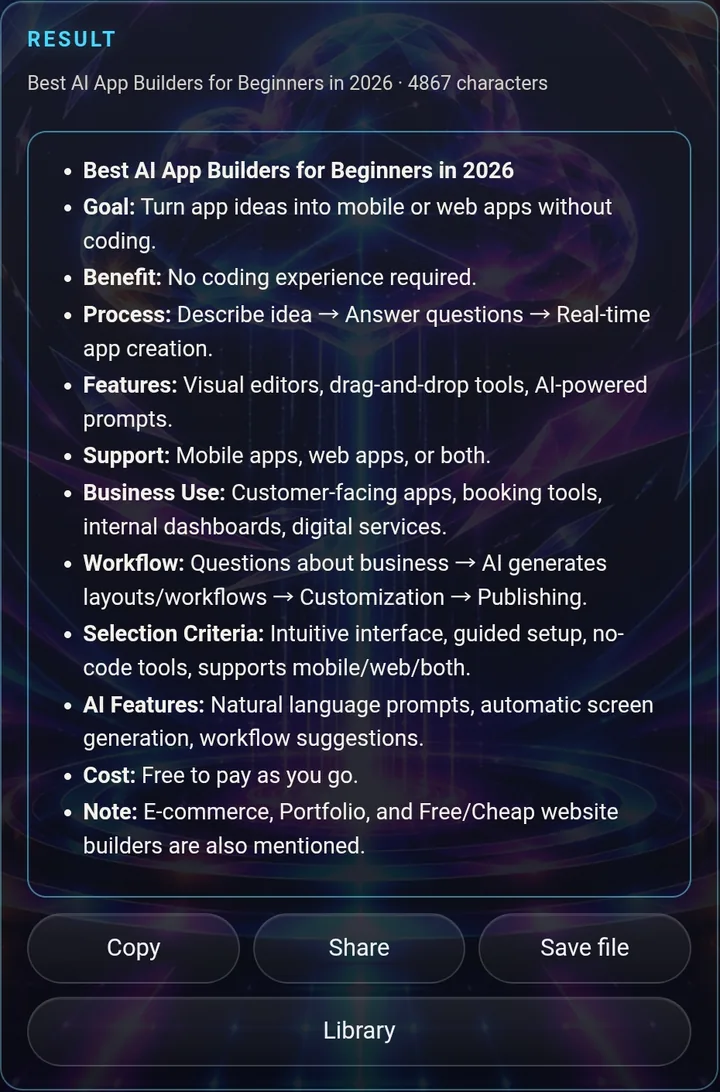 RESULT
Best AI App Builders for Beginners in 2026 · 4867 characters
• Best AI App Builders for Beginners in 2026
• Goal: Turn app ideas into mobile or web apps without
coding.
• Benefit: No coding experience required.
• Process: Describe idea → Answer questions → Real-time
app creation.
• Features: Visual editors, drag-and-drop tools, AI-powered
prompts.
• Support: Mobile apps, web apps, or both.
• Business Use: Customer-facing apps, booking tools,
internal dashboards, digital services.
• Workflow: Questions about business → AI generates
layouts/workflows → Customization → Publishing.
• Selection Criteria: Intuitive interface, guided setup, no-
code tools, supports mobile/web/both.
• AI Features: Natural language prompts, automatic screen
generation, workflow suggestions.
• Cost: Free to pay as you go.
• Note: E-commerce, Portfolio, and Free/Cheap website
builders are also mentioned.
Copy
Share
Save file
Library